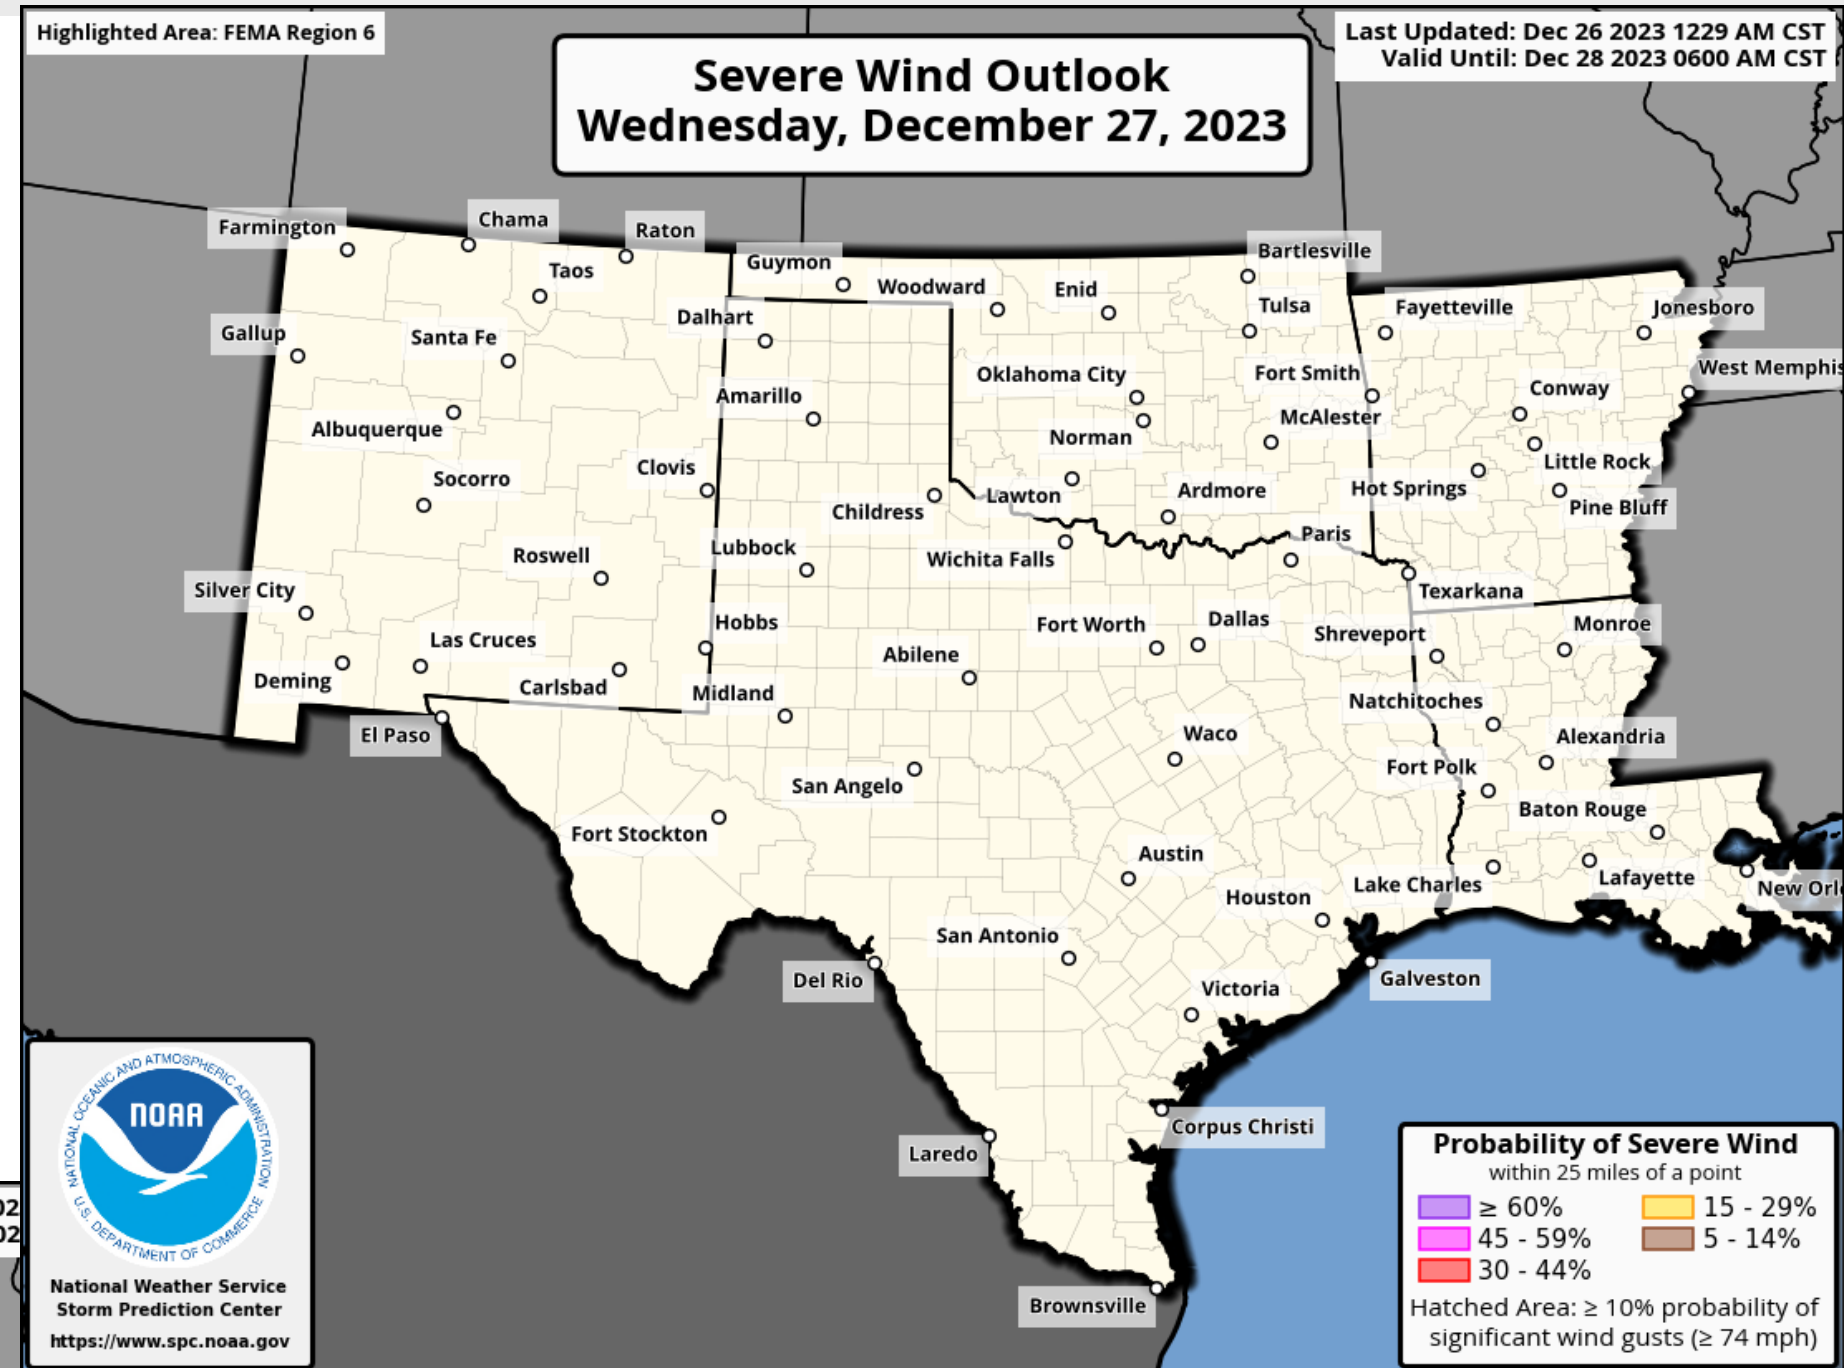 Highlighted Area: FEMA Region 6
Last Updated: Dec 26 2023 1229 AM CST
Valid Until: Dec 28 2023 0600 AM CST
Severe Wind Outlook
Wednesday, December 27, 2023
Farmington
Chama
Raton
Taos
Guymon
Woodward
Enid
Bartlesville
Tulsa
Fayetteville
Jonesboro
Gallup
Santa Fe
Dalhart
Oklahoma City
Fort Smith
West Memphis
Amarillo
Conway
Albuquerque
Norman
McAlester
Little Rock
Socorro
Clovis
Childress
Lawton
Ardmore
Hot Springs
Pine Bluff
Roswell
Lubbock
Wichita Falls
Paris
Texarkana
Silver City
Hobbs
Fort Worth
Dallas
Shreveport
Monroe
Las Cruces
Abilene
Deming
Carlsbad
Midland
Natchitoches
El Paso
Waco
Alexandria
San Angelo
Fort Polk
Fort Stockton
Baton Rouge
Austin
Lake Charles
Lafayette
New Orl
Houston
San Antonio
Del Rio
Victoria
Galveston
Corpus Christi
Laredo
Brownsville
NATIONAL OCEANIC AND ATMOSPHERIC ADMINISTRATION
NOAA
U.S. DEPARTMENT OF COMMERCE
National Weather Service
Storm Prediction Center
https://www.spc.noaa.gov
02
02
Probability of Severe Wind
within 25 miles of a point
≥ 60%
15 - 29%
45 - 59%
5 - 14%
30 - 44%
Hatched Area: ≥ 10% probability of
significant wind gusts (≥ 74 mph)